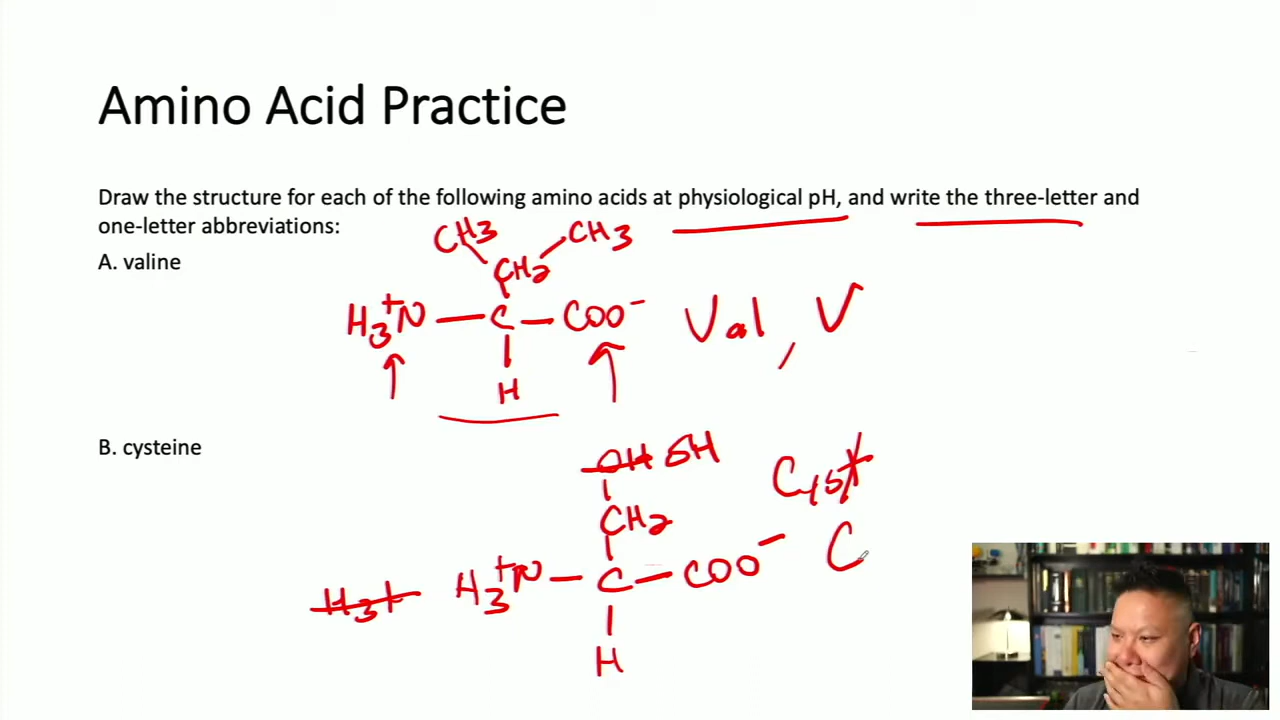 Amino Acid Practice
Draw the structure for each of the following amino acids at physiological pH, and write the three-letter and
one-letter abbreviations:
CH3 CH3
A. valine
CH2
H3+N — C — COO− Val, V
H
B. cysteine
OH SH
CH2
H3+ H3+N — C — COO− C
H